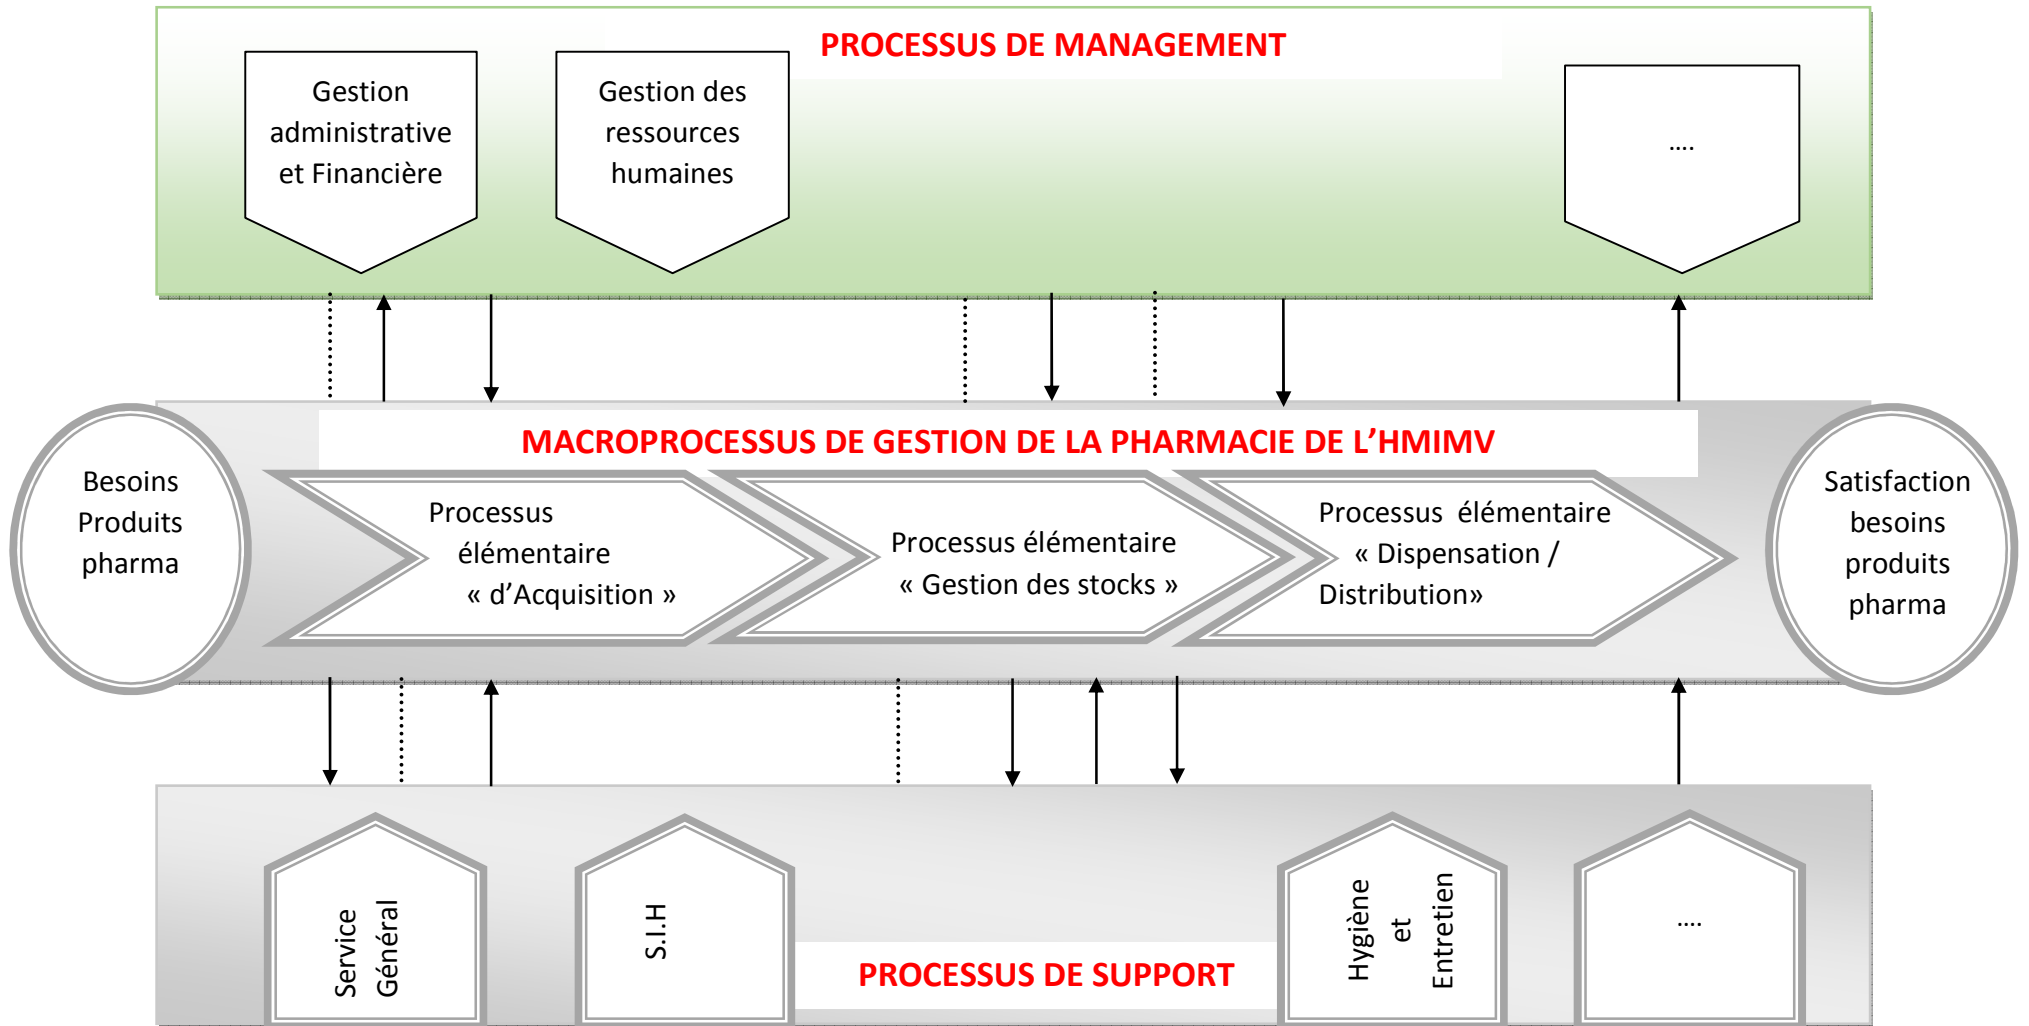 PROCESSUS DE MANAGEMENT
Gestion
administrative
et Financière
Gestion des
ressources
humaines
....
MACROPROCESSUS DE GESTION DE LA PHARMACIE DE L’HMIMV
Besoins
Produits
pharma
Processus
élémentaire
« d’Acquisition »
Processus élémentaire
« Gestion des stocks »
Processus élémentaire
« Dispensation /
Distribution»
Satisfaction
besoins
produits
pharma
Service
Général
S.I.H
PROCESSUS DE SUPPORT
Hygiène
et
Entretien
....